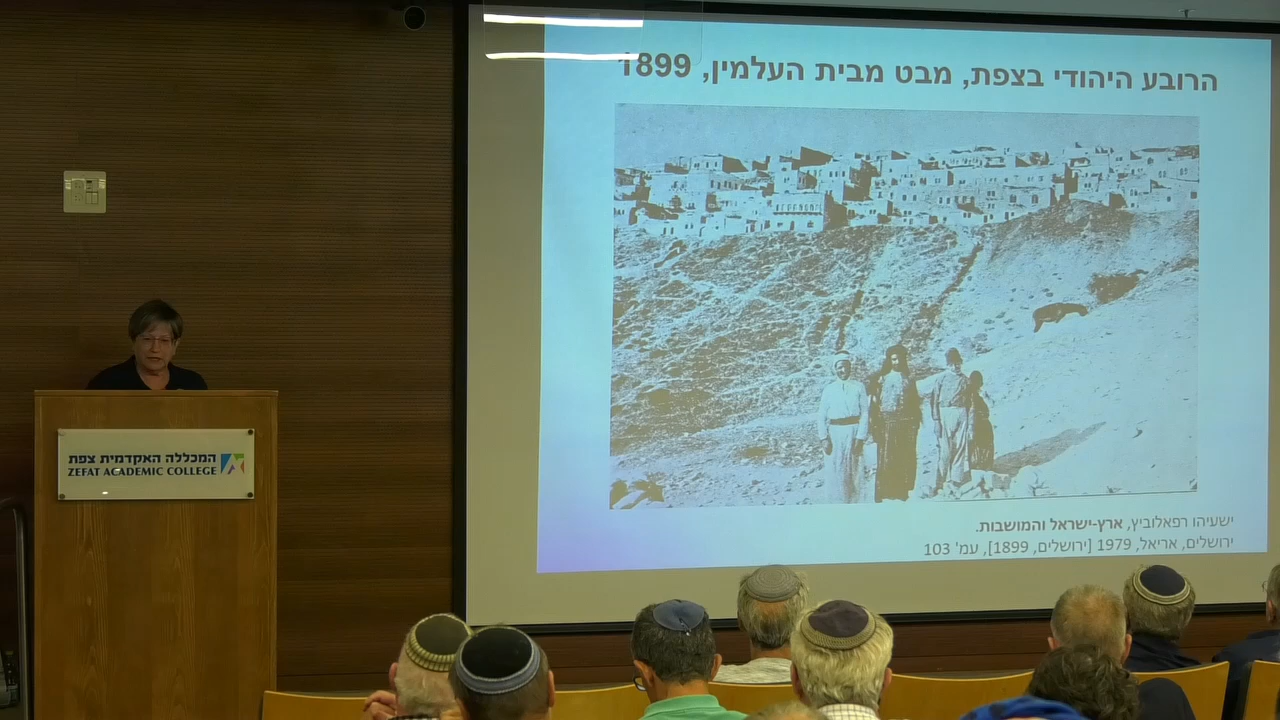 הרובע היהודי בצפת, מבט מבית העלמין, 1899
ישעיהו רפאלוביץ, ארץ-ישראל והמושבות.
ירושלים, אריאל, 1979 [ירושלים, 1899], עמ' 103
המכללה האקדמית צפת
ZEFAT ACADEMIC COLLEGE